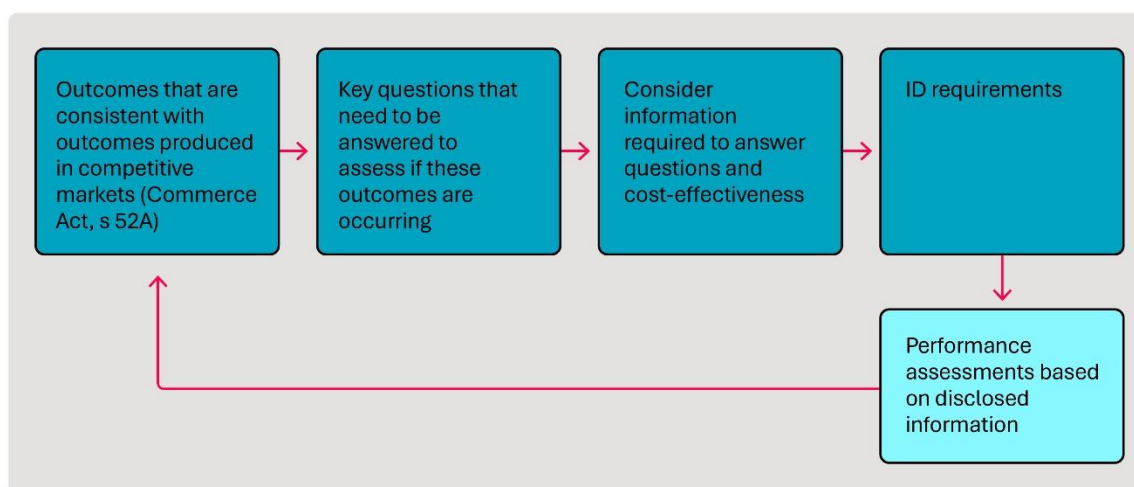 Outcomes that are
consistent with
outcomes produced
in competitive
markets (Commerce
Act, s 52A)
Key questions that
need to be
answered to
assess if these
outcomes are
occurring
Consider
information
required to answer
questions and
cost-effectiveness
ID requirements
Performance
assessments based
on disclosed
information